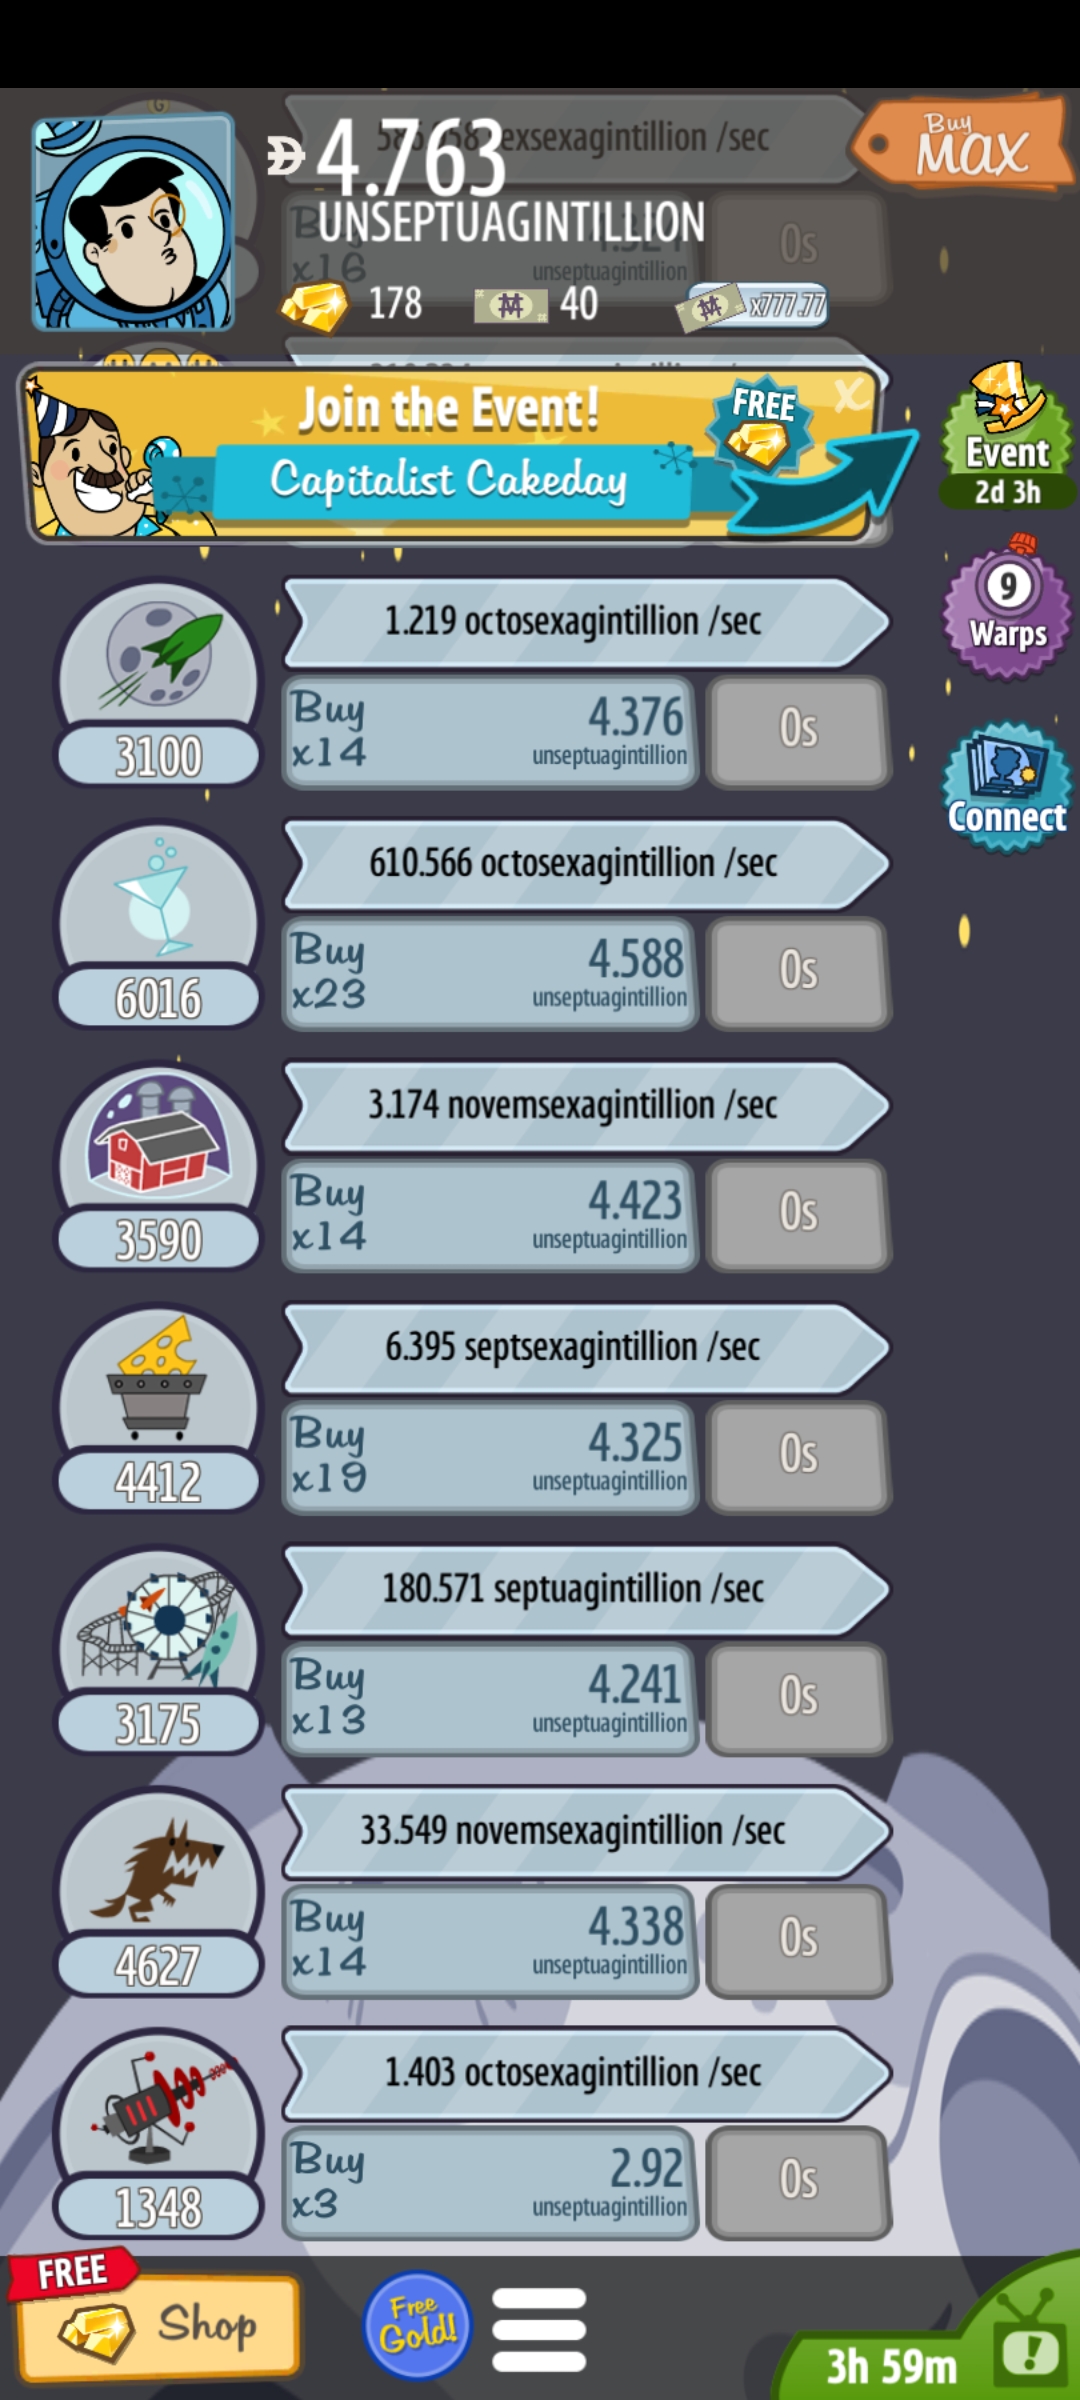 4.763
UNSEPTUAGINTILLION
Buy
MAX
/sec
Buy
x16
unseptuagintillion
0s
178
40
x777.77
Join the Event!
Capitalist Cakeday
FREE
x
Event
2d 3h
9
Warps
Connect
1.219 octosexagintillion /sec
Buy
x14
4.376
unseptuagintillion
0s
3100
610.566 octosexagintillion /sec
Buy
x23
4.588
unseptuagintillion
0s
6016
3.174 novemsexagintillion /sec
Buy
x14
4.423
unseptuagintillion
0s
3590
6.395 septsexagintillion /sec
Buy
x19
4.325
unseptuagintillion
0s
4412
180.571 septuagintillion /sec
Buy
x13
4.241
unseptuagintillion
0s
3175
33.549 novemsexagintillion /sec
Buy
x14
4.338
unseptuagintillion
0s
4627
1.403 octosexagintillion /sec
Buy
x3
2.92
unseptuagintillion
0s
1348
FREE
Shop
Free
Gold!
3h 59m
!